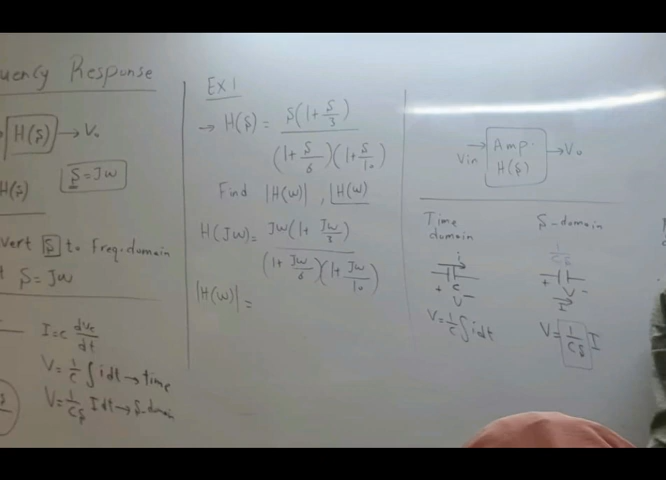 uency Response
H(s) → Vo
S = Jω
H(s)
vert S to Freq. domain
S = Jω
I = c dVc/dt
V = 1/c ∫ i dt → time
V = 1/Cs I dt → s-domain
EX1
→ H(s) = s(1 + s/3) / (1 + s/6)(1 + s/10)
Find |H(ω)| , ∠H(ω)
H(Jω) = Jω(1 + Jω/3) / (1 + Jω/6)(1 + Jω/10)
|H(ω)| =
Vin → Amp. H(s) → Vo
Time domain
i
+ c -
V
V = 1/c ∫ i dt
s-domain
1/Cs
+ V -
I
V = 1/Cs I